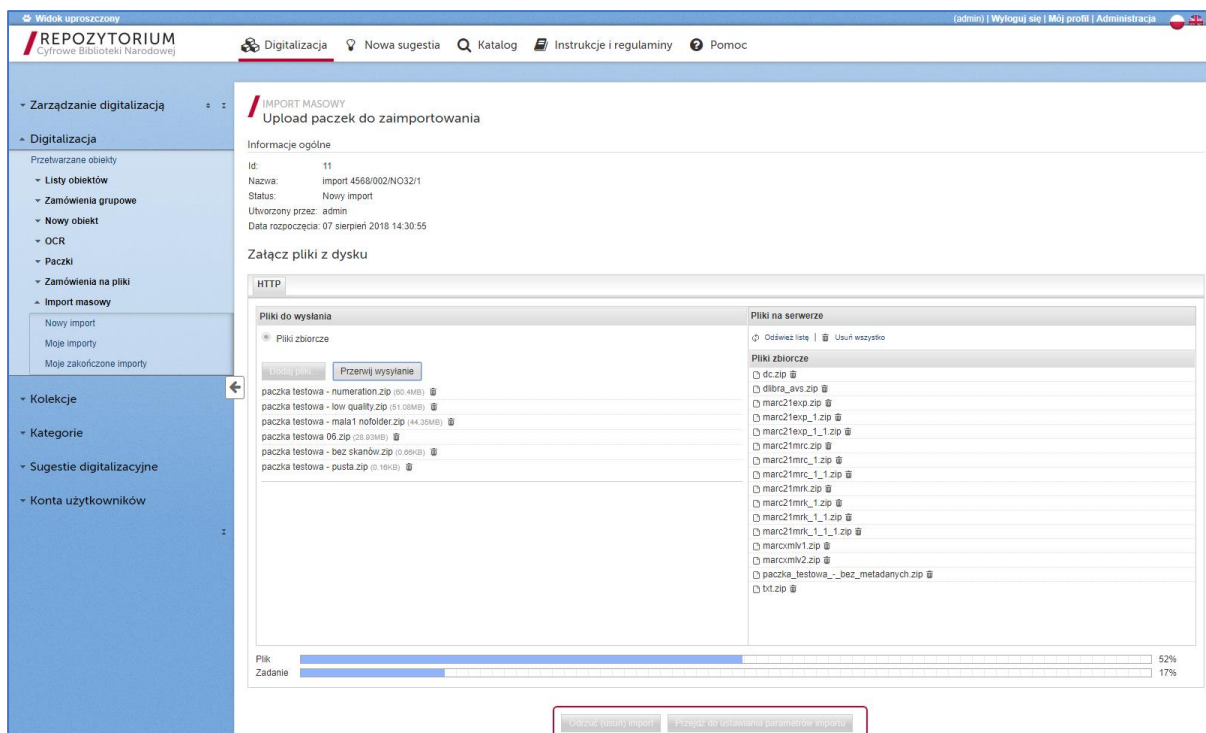 Widok uproszczony
(admin) | Wyloguj się | Mój profil | Administracja
REPOZYTORIUM
Cyfrowe Biblioteki Narodowej
Digitalizacja Nowa sugestia Katalog Instrukcje i regulaminy Pomoc
Zarządzanie digitalizacją
Digitalizacja
Przetwarzane obiekty
Listy obiektów
Zamówienia grupowe
Nowy obiekt
OCR
Paczki
Zamówienia na pliki
Import masowy
Nowy import
Moje importy
Moje zakończone importy
Kolekcje
Kategorie
Sugestie digitalizacyjne
Konta użytkowników
IMPORT MASOWY
Upload paczek do zaimportowania
Informacje ogólne
Id: 11
Nazwa: import 4568/002/NO32/1
Status: Nowy import
Utworzony przez: admin
Data rozpoczęcia: 07 sierpień 2018 14:30:55
Załącz pliki z dysku
HTTP
Pliki do wysłania
Pliki zbiorcze
Dodaj pliki... Przerwij wysyłanie
paczka testowa - numeration.zip (60.4MB)
paczka testowa - low quality.zip (51.08MB)
paczka testowa - mala1 nofolder.zip (44.35MB)
paczka testowa 06.zip (28.93MB)
paczka testowa - bez skanów.zip (0.66KB)
paczka testowa - pusta.zip (0.16KB)
Pliki na serwerze
Odśwież listę | Usuń wszystko
Pliki zbiorcze
dc.zip
dlibra_avs.zip
marc21exp.zip
marc21exp_1.zip
marc21exp_1_1.zip
marc21mrc.zip
marc21mrc_1.zip
marc21mrc_1_1.zip
marc21mrk.zip
marc21mrk_1.zip
marc21mrk_1_1.zip
marc21mrk_1_1_1.zip
marcxmlv1.zip
marcxmlv2.zip
paczka_testowa_-_bez_metadanych.zip
txt.zip
Plik 52%
Zadanie 17%
Odrzuć (usuń) import Przejdź do ustawiania parametrów importu